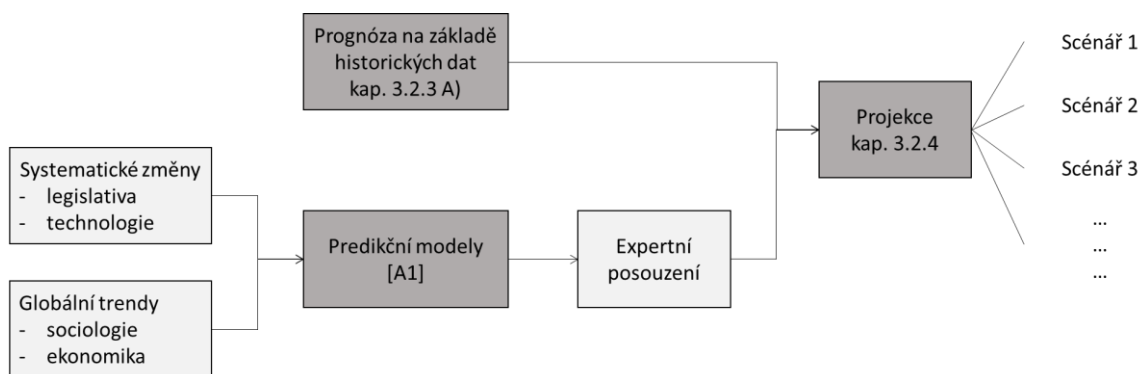 Prognóza na základě
historických dat
kap. 3.2.3 A)
Systematické změny
- legislativa
- technologie
Globální trendy
- sociologie
- ekonomika
Predikční modely
[A1]
Expertní
posouzení
Projekce
kap. 3.2.4
Scénář 1
Scénář 2
Scénář 3
...
...
...